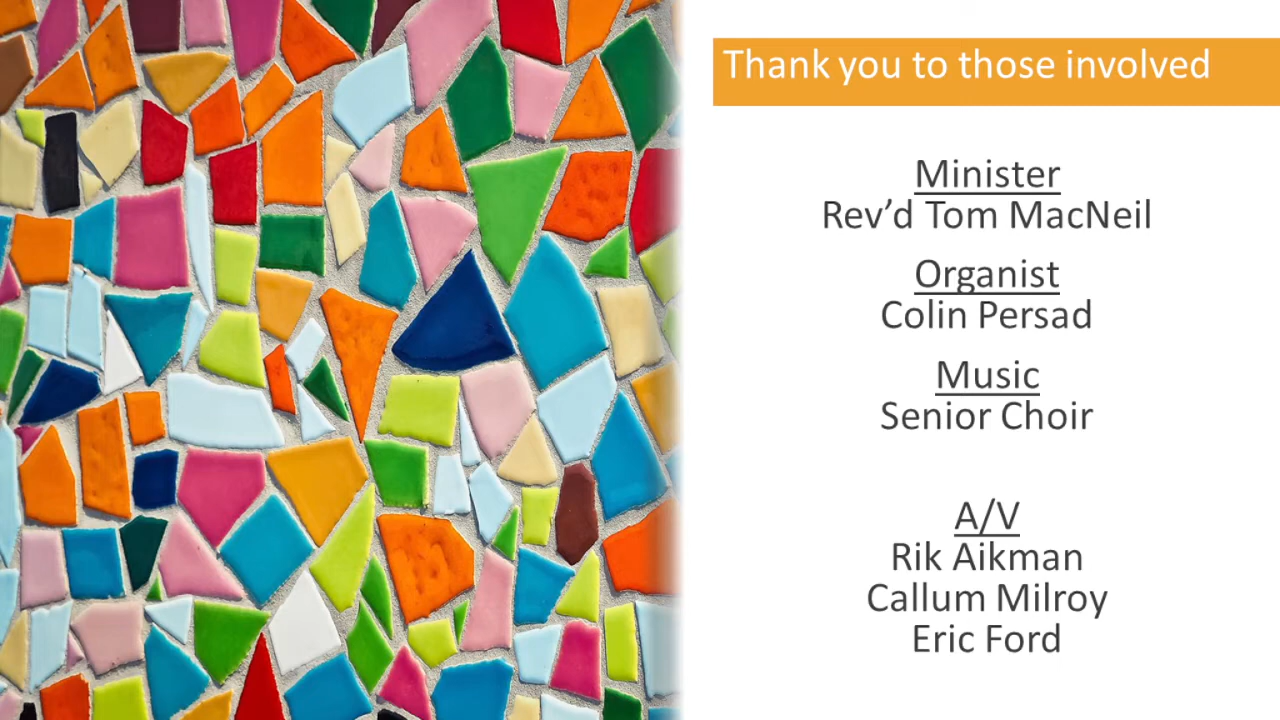 Thank you to those involved
Minister
Rev’d Tom MacNeil
Organist
Colin Persad
Music
Senior Choir
A/V
Rik Aikman
Callum Milroy
Eric Ford